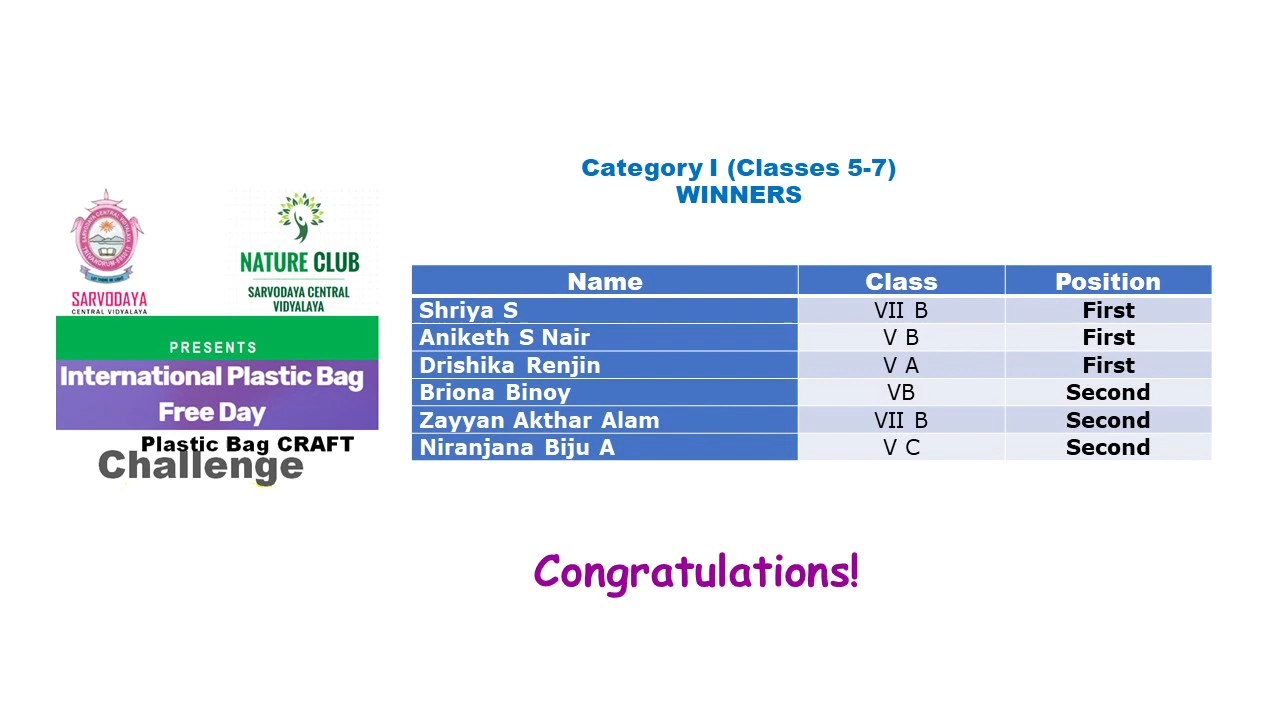 Category I (Classes 5-7)
WINNERS
SARVODAYA
CENTRAL VIDYALAYA
NATURE CLUB
SARVODAYA CENTRAL
VIDYALAYA
PRESENTS
International Plastic Bag
Free Day
Plastic Bag CRAFT
Challenge
Name Class Position
Shriya S VII B First
Aniketh S Nair V B First
Drishika Renjin V A First
Briona Binoy VB Second
Zayyan Akthar Alam VII B Second
Niranjana Biju A V C Second
Congratulations!